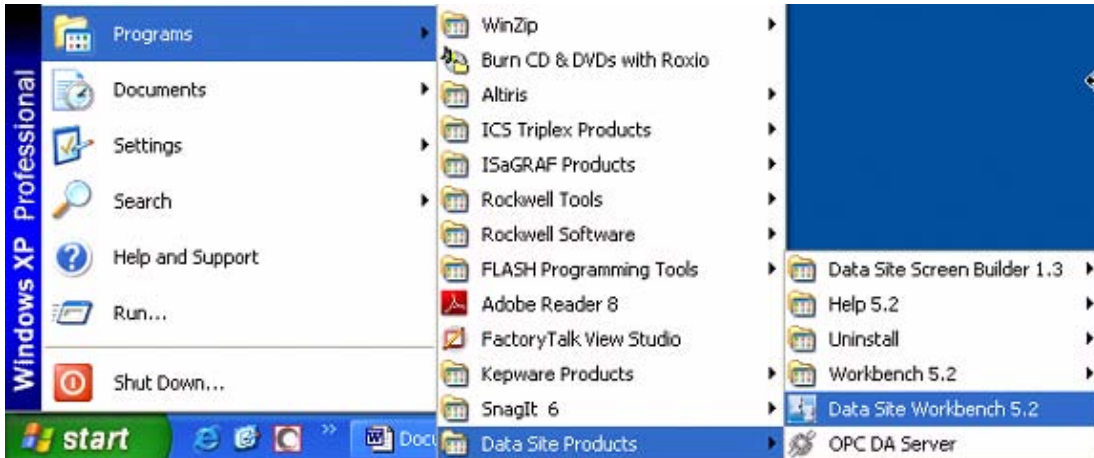 Windows XP Professional
Programs
Documents
Settings
Search
Help and Support
Run...
Shut Down...
start
WinZip
Burn CD & DVDs with Roxio
Altiris
ICS Triplex Products
ISaGRAF Products
Rockwell Tools
Rockwell Software
FLASH Programming Tools
Adobe Reader 8
FactoryTalk View Studio
Kepware Products
SnagIt 6
Data Site Products
Data Site Screen Builder 1.3
Help 5.2
Uninstall
Workbench 5.2
Data Site Workbench 5.2
OPC DA Server